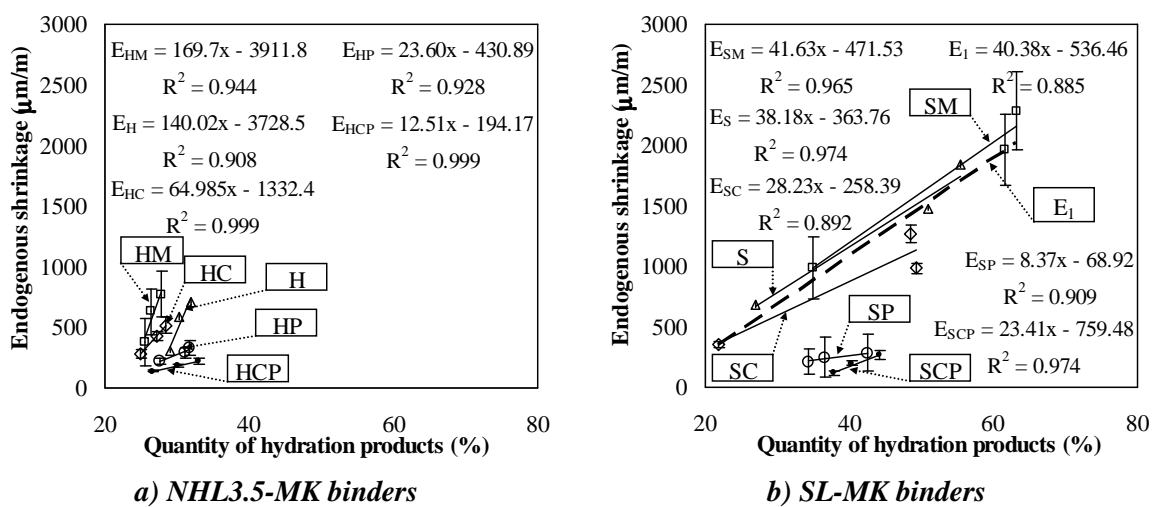 3000
2500
2000
1500
1000
500
0
Endogenous shrinkage (µm/m)
E_HM = 169.7x - 3911.8
R² = 0.944
E_HP = 23.60x - 430.89
R² = 0.928
E_H = 140.02x - 3728.5
R² = 0.908
E_HCP = 12.51x - 194.17
R² = 0.999
E_HC = 64.985x - 1332.4
R² = 0.999
HM
HC
H
HP
HCP
20 40 60 80
Quantity of hydration products (%)
a) NHL3.5-MK binders
3000
2500
2000
1500
1000
500
0
Endogenous shrinkage (µm/m)
E_SM = 41.63x - 471.53
R² = 0.965
E_1 = 40.38x - 536.46
R² = 0.885
E_S = 38.18x - 363.76
R² = 0.974
E_SC = 28.23x - 258.39
R² = 0.892
SM
E_1
S
E_SP = 8.37x - 68.92
R² = 0.909
SP
E_SCP = 23.41x - 759.48
R² = 0.974
SC
SCP
20 40 60 80
Quantity of hydration products (%)
b) SL-MK binders